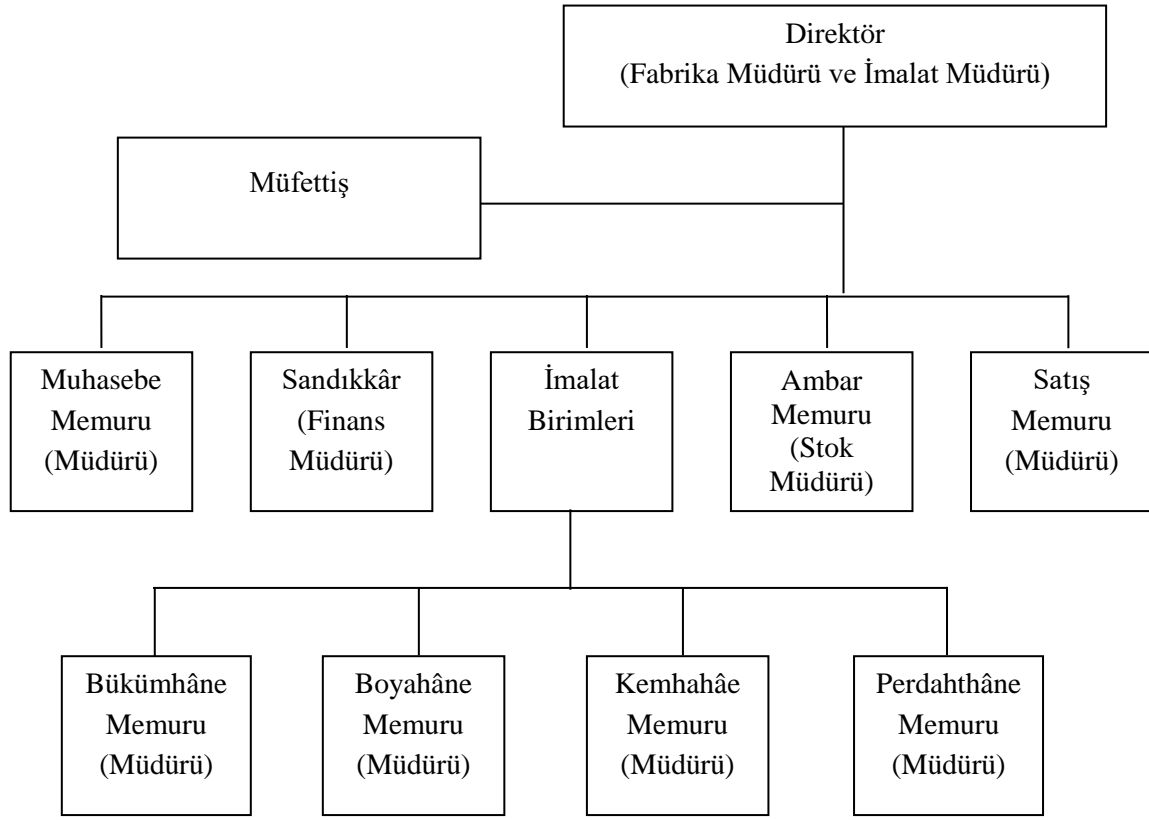 Direktör
(Fabrika Müdürü ve İmalat Müdürü)
Müfettiş
Muhasebe
Memuru
(Müdürü)
Sandıkkâr
(Finans
Müdürü)
İmalat
Birimleri
Ambar
Memuru
(Stok
Müdürü)
Satış
Memuru
(Müdürü)
Bükümhâne
Memuru
(Müdürü)
Boyahâne
Memuru
(Müdürü)
Kemhahâe
Memuru
(Müdürü)
Perdahthâne
Memuru
(Müdürü)